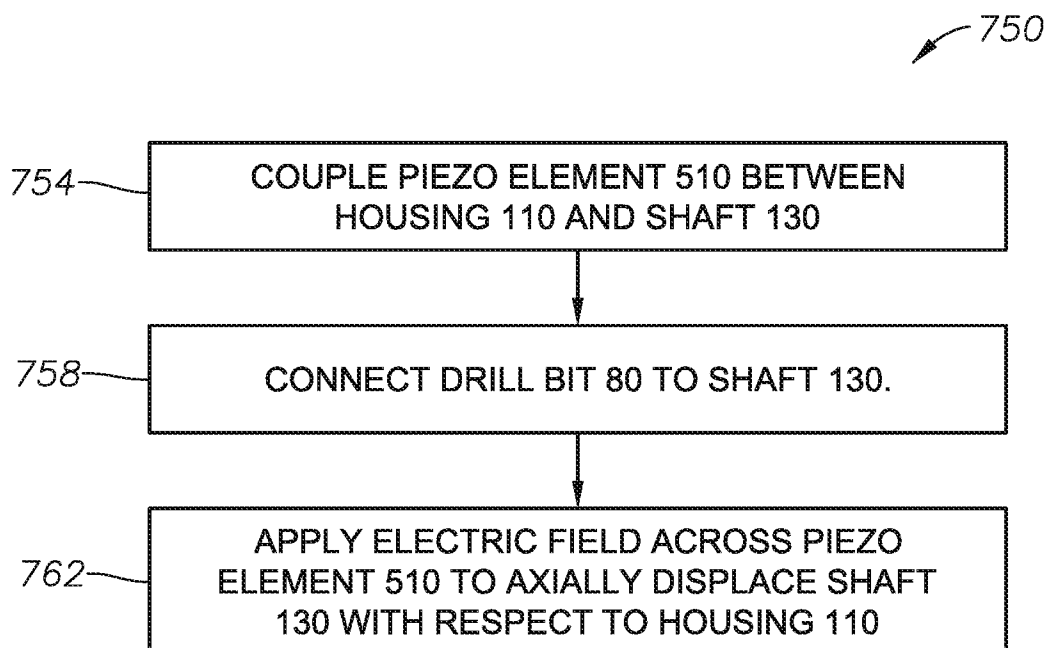 750
754
COUPLE PIEZO ELEMENT 510 BETWEEN
HOUSING 110 AND SHAFT 130
758
CONNECT DRILL BIT 80 TO SHAFT 130.
762
APPLY ELECTRIC FIELD ACROSS PIEZO
ELEMENT 510 TO AXIALLY DISPLACE SHAFT
130 WITH RESPECT TO HOUSING 110